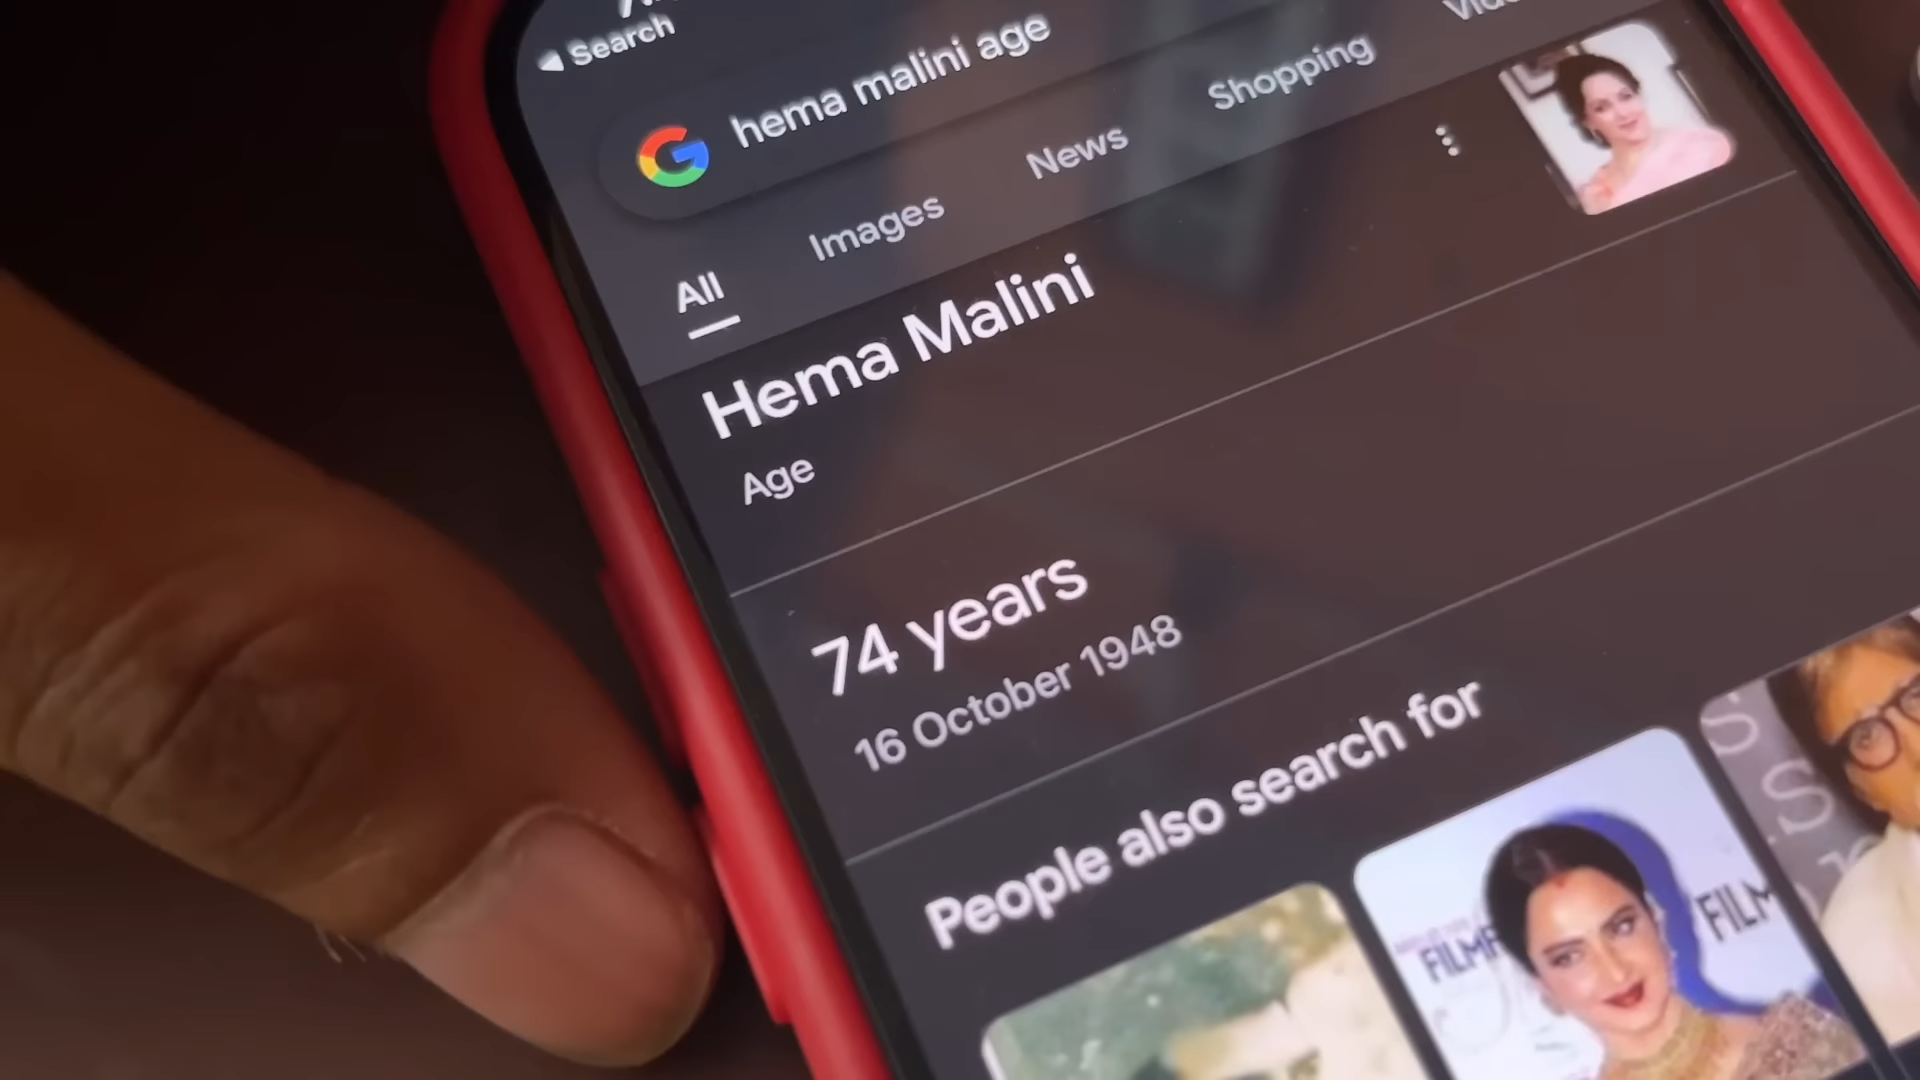 Search
hema malini age
All
Images
News
Shopping
Hema Malini
Age
74 years
16 October 1948
People also search for
FILM